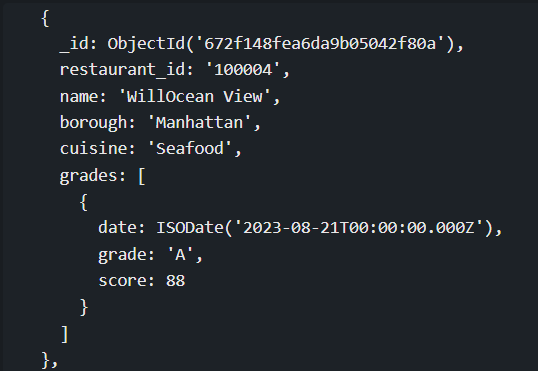 {
_id: ObjectId('672f148fea6da9b05042f80a'),
restaurant_id: '100004',
name: 'WillOcean View',
borough: 'Manhattan',
cuisine: 'Seafood',
grades: [
{
date: ISODate('2023-08-21T00:00:00.000Z'),
grade: 'A',
score: 88
}
]
},